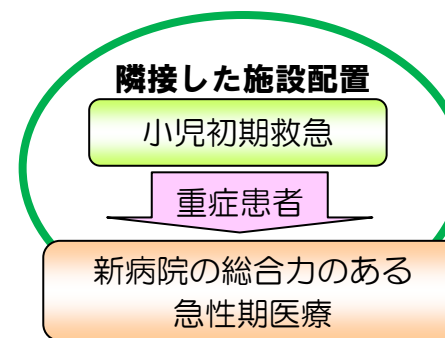 隣接した施設配置
小児初期救急
重症患者
新病院の総合力のある
急性期医療